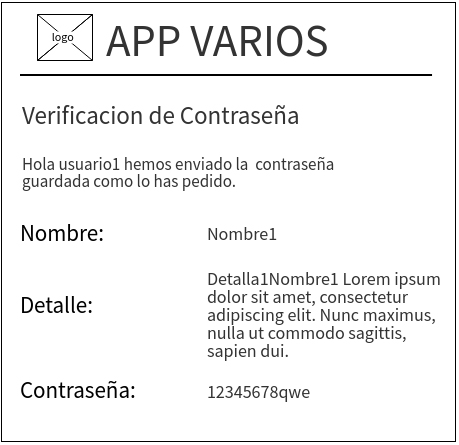 logo
APP VARIOS
Verificacion de Contraseña
Hola usuario1 hemos enviado la contraseña
guardada como lo has pedido.
Nombre:
Nombre1
Detalle:
Detalla1Nombre1 Lorem ipsum
dolor sit amet, consectetur
adipiscing elit. Nunc maximus,
nulla ut commodo sagittis,
sapien dui.
Contraseña:
12345678qwe